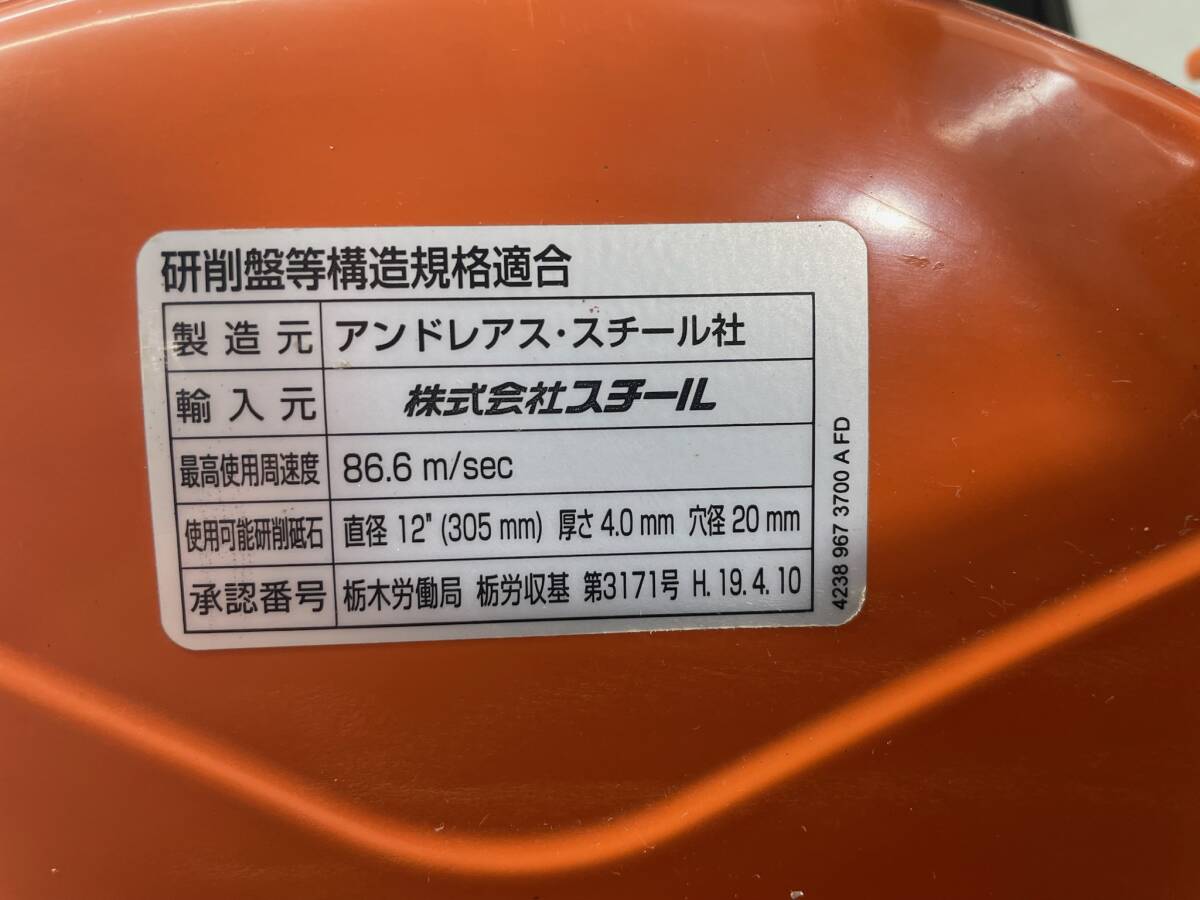 研削盤等構造規格適合
製造元 アンドレアス・スチール社
輸入元 株式会社スチール
最高使用周速度 86.6 m/sec
使用可能研削砥石 直径 12" (305 mm) 厚さ 4.0 mm 穴径 20 mm
承認番号 栃木労働局 栃労収基 第3171号 H.19.4.10
4238 967 3700 A FD